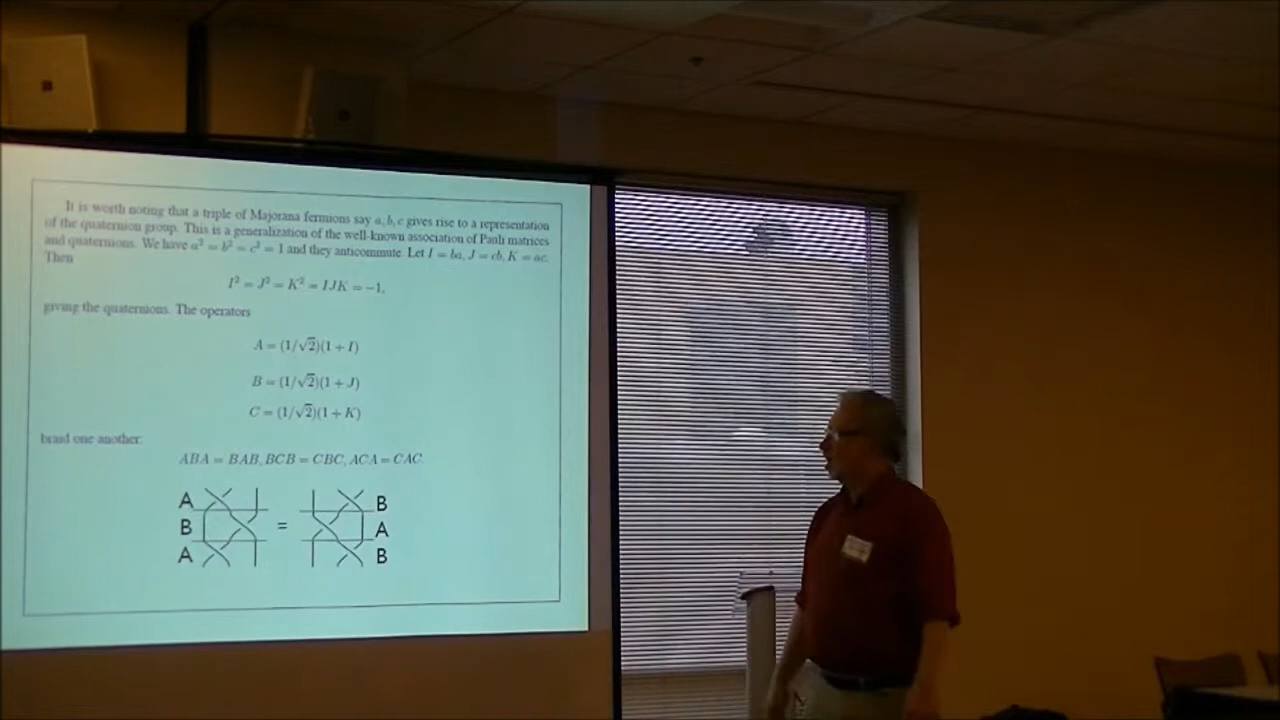 It is worth noting that a triple of Majorana fermions say a, b, c gives rise to a representation
of the quaternion group. This is a generalization of the well-known association of Pauli matrices
and quaternions. We have a² = b² = c² = 1 and they anticommute. Let I = ba, J = cb, K = ac.
Then
I² = J² = K² = IJK = −1,
giving the quaternions. The operators
A = (1/√2)(1 + I)
B = (1/√2)(1 + J)
C = (1/√2)(1 + K)
braid one another:
ABA = BAB, BCB = CBC, ACA = CAC.
A B
B = A
A B